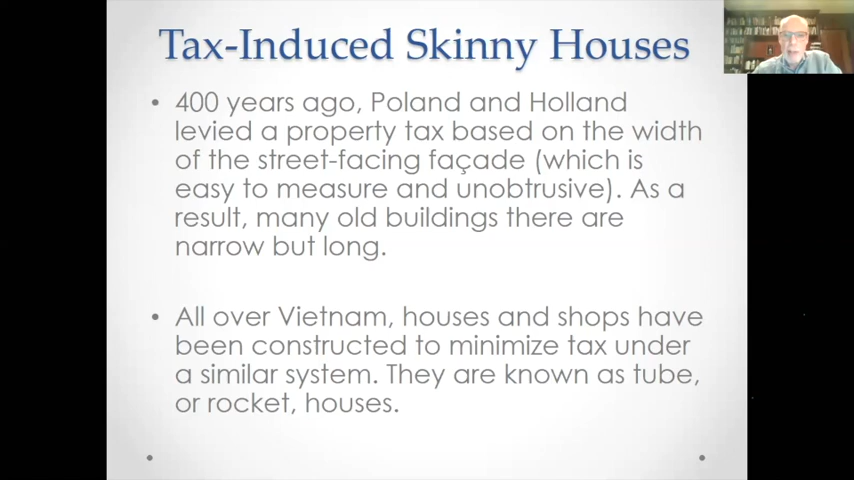 Tax-Induced Skinny Houses
• 400 years ago, Poland and Holland
levied a property tax based on the width
of the street-facing façade (which is
easy to measure and unobtrusive). As a
result, many old buildings there are
narrow but long.
• All over Vietnam, houses and shops have
been constructed to minimize tax under
a similar system. They are known as tube,
or rocket, houses.